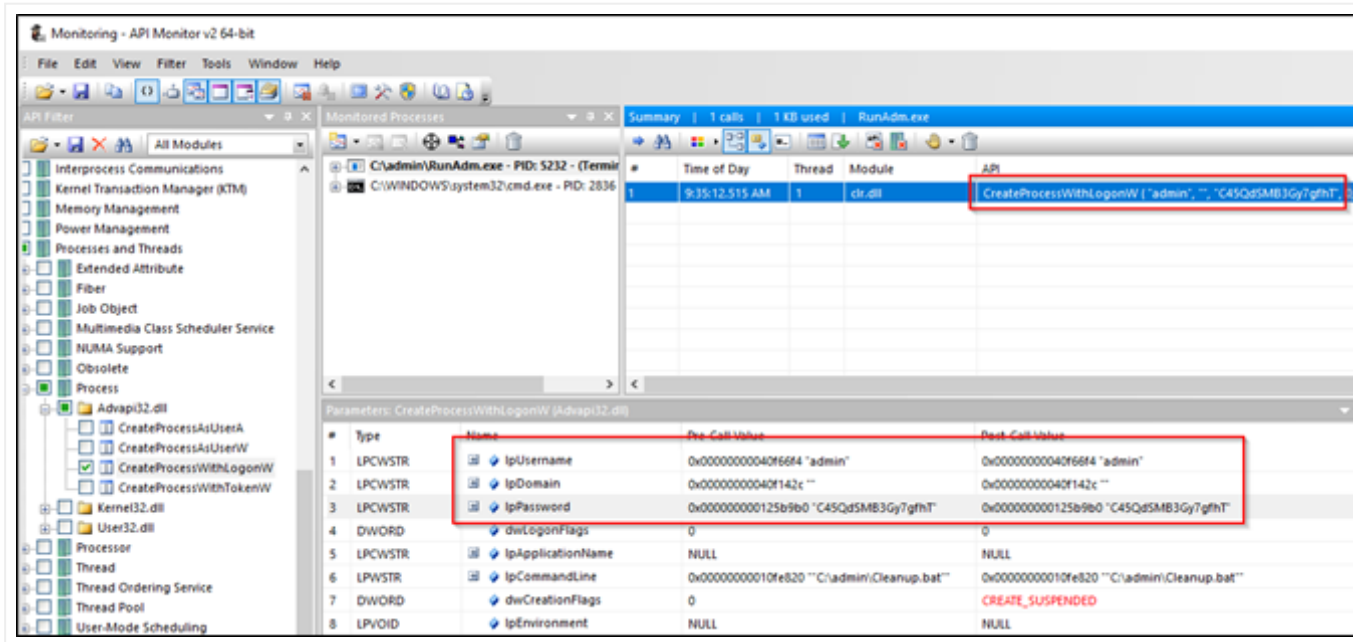 Monitoring - API Monitor v2 64-bit
File Edit View Filter Tools Window Help
API Filter
All Modules
Interprocess Communications
Kernel Transaction Manager (KTM)
Memory Management
Power Management
Processes and Threads
Extended Attribute
Fiber
Job Object
Multimedia Class Scheduler Service
NUMA Support
Obsolete
Process
Advapi32.dll
CreateProcessAsUserA
CreateProcessAsUserW
CreateProcessWithLogonW
CreateProcessWithTokenW
Kernel32.dll
User32.dll
Processor
Thread
Thread Ordering Service
Thread Pool
User-Mode Scheduling
Monitored Processes
C:\admin\RunAdm.exe - PID: 5232 - (Termir
C:\WINDOWS\system32\cmd.exe - PID: 2836
Summary | 1 calls | 1 KB used | RunAdm.exe
# Time of Day Thread Module API
1 9:35:12.515 AM 1 clr.dll CreateProcessWithLogonW ( "admin", "", "C45QdSMB3Gy7gfhT",
Parameters: CreateProcessWithLogonW (Advapi32.dll)
# Type Name Pre-Call Value Post-Call Value
1 LPCWSTR lpUsername 0x00000000040f66f4 "admin" 0x00000000040f66f4 "admin"
2 LPCWSTR lpDomain 0x00000000040f142c "" 0x00000000040f142c ""
3 LPCWSTR lpPassword 0x000000000125b9b0 "C45QdSMB3Gy7gfhT" 0x000000000125b9b0 "C45QdSMB3Gy7gfhT"
4 DWORD dwLogonFlags 0 0
5 LPCWSTR lpApplicationName NULL NULL
6 LPWSTR lpCommandLine 0x00000000010fe820 ""C:\admin\Cleanup.bat"" 0x00000000010fe820 ""C:\admin\Cleanup.bat""
7 DWORD dwCreationFlags 0 CREATE_SUSPENDED
8 LPVOID lpEnvironment NULL NULL